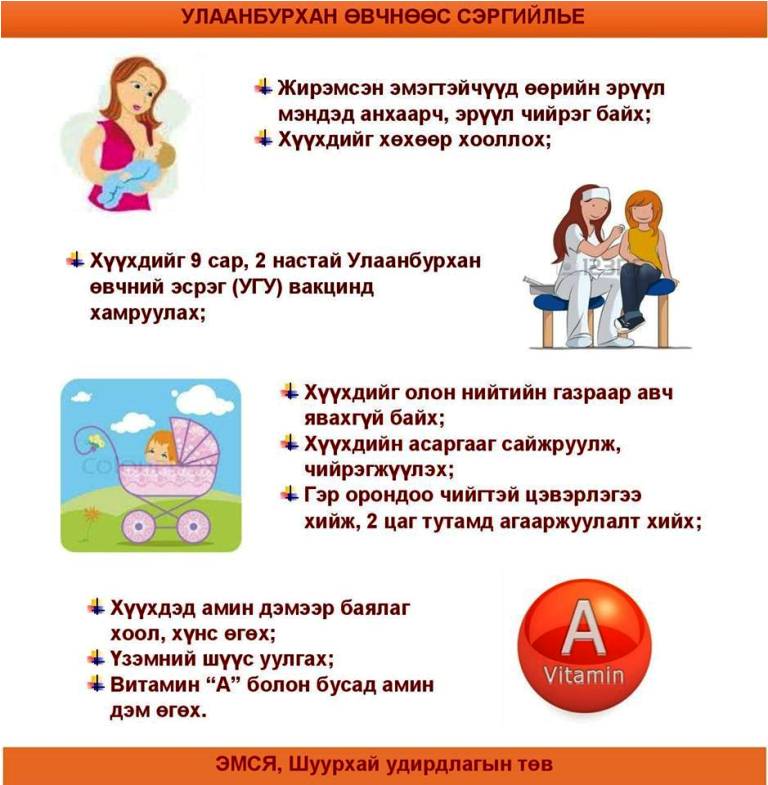 УЛААНБУРХАН ӨВЧНӨӨС СЭРГИЙЛЬЕ
Жирэмсэн эмэгтэйчүүд өөрийн эрүүл
мэндэд анхаарч, эрүүл чийрэг байх;
Хүүхдийг хөхөөр хооллох;
Хүүхдийг 9 сар, 2 настай Улаанбурхан
өвчний эсрэг (УГУ) вакцинд
хамруулах;
Хүүхдийг олон нийтийн газраар авч
явахгүй байх;
Хүүхдийн асаргааг сайжруулж,
чийрэгжүүлэх;
Гэр орондоо чийгтэй цэвэрлэгээ
хийж, 2 цаг тутамд агааржуулалт хийх;
Хүүхдэд амин дэмээр баялаг
хоол, хүнс өгөх;
Үзэмний шүүс уулгах;
Витамин “А” болон бусад амин
дэм өгөх.
A
Vitamin
ЭМСЯ, Шуурхай удирдлагын төв